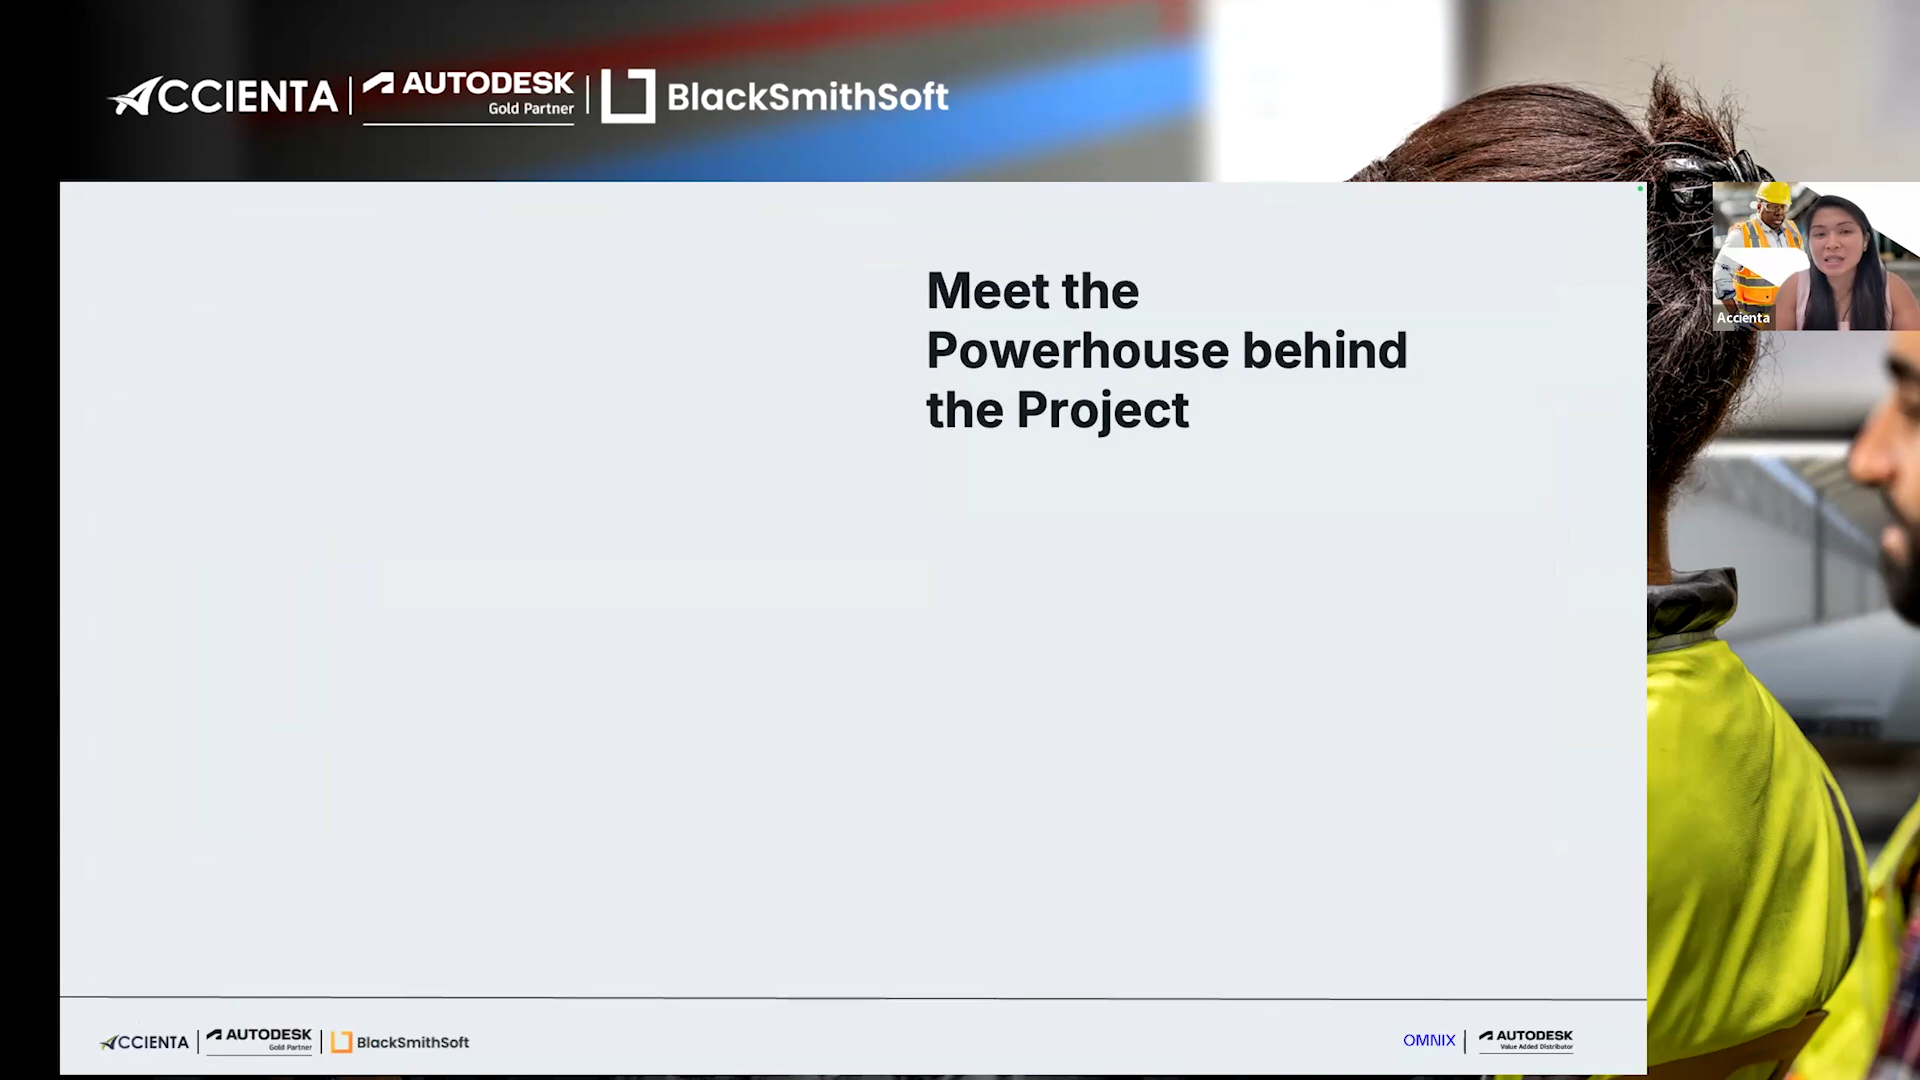 ACCIENTA
AUTODESK
Gold Partner
BlackSmithSoft
Meet the
Powerhouse behind
the Project
Accienta
ACCIENTA
AUTODESK
Gold Partner
BlackSmithSoft
OMNIX
AUTODESK
Value Added Distributor